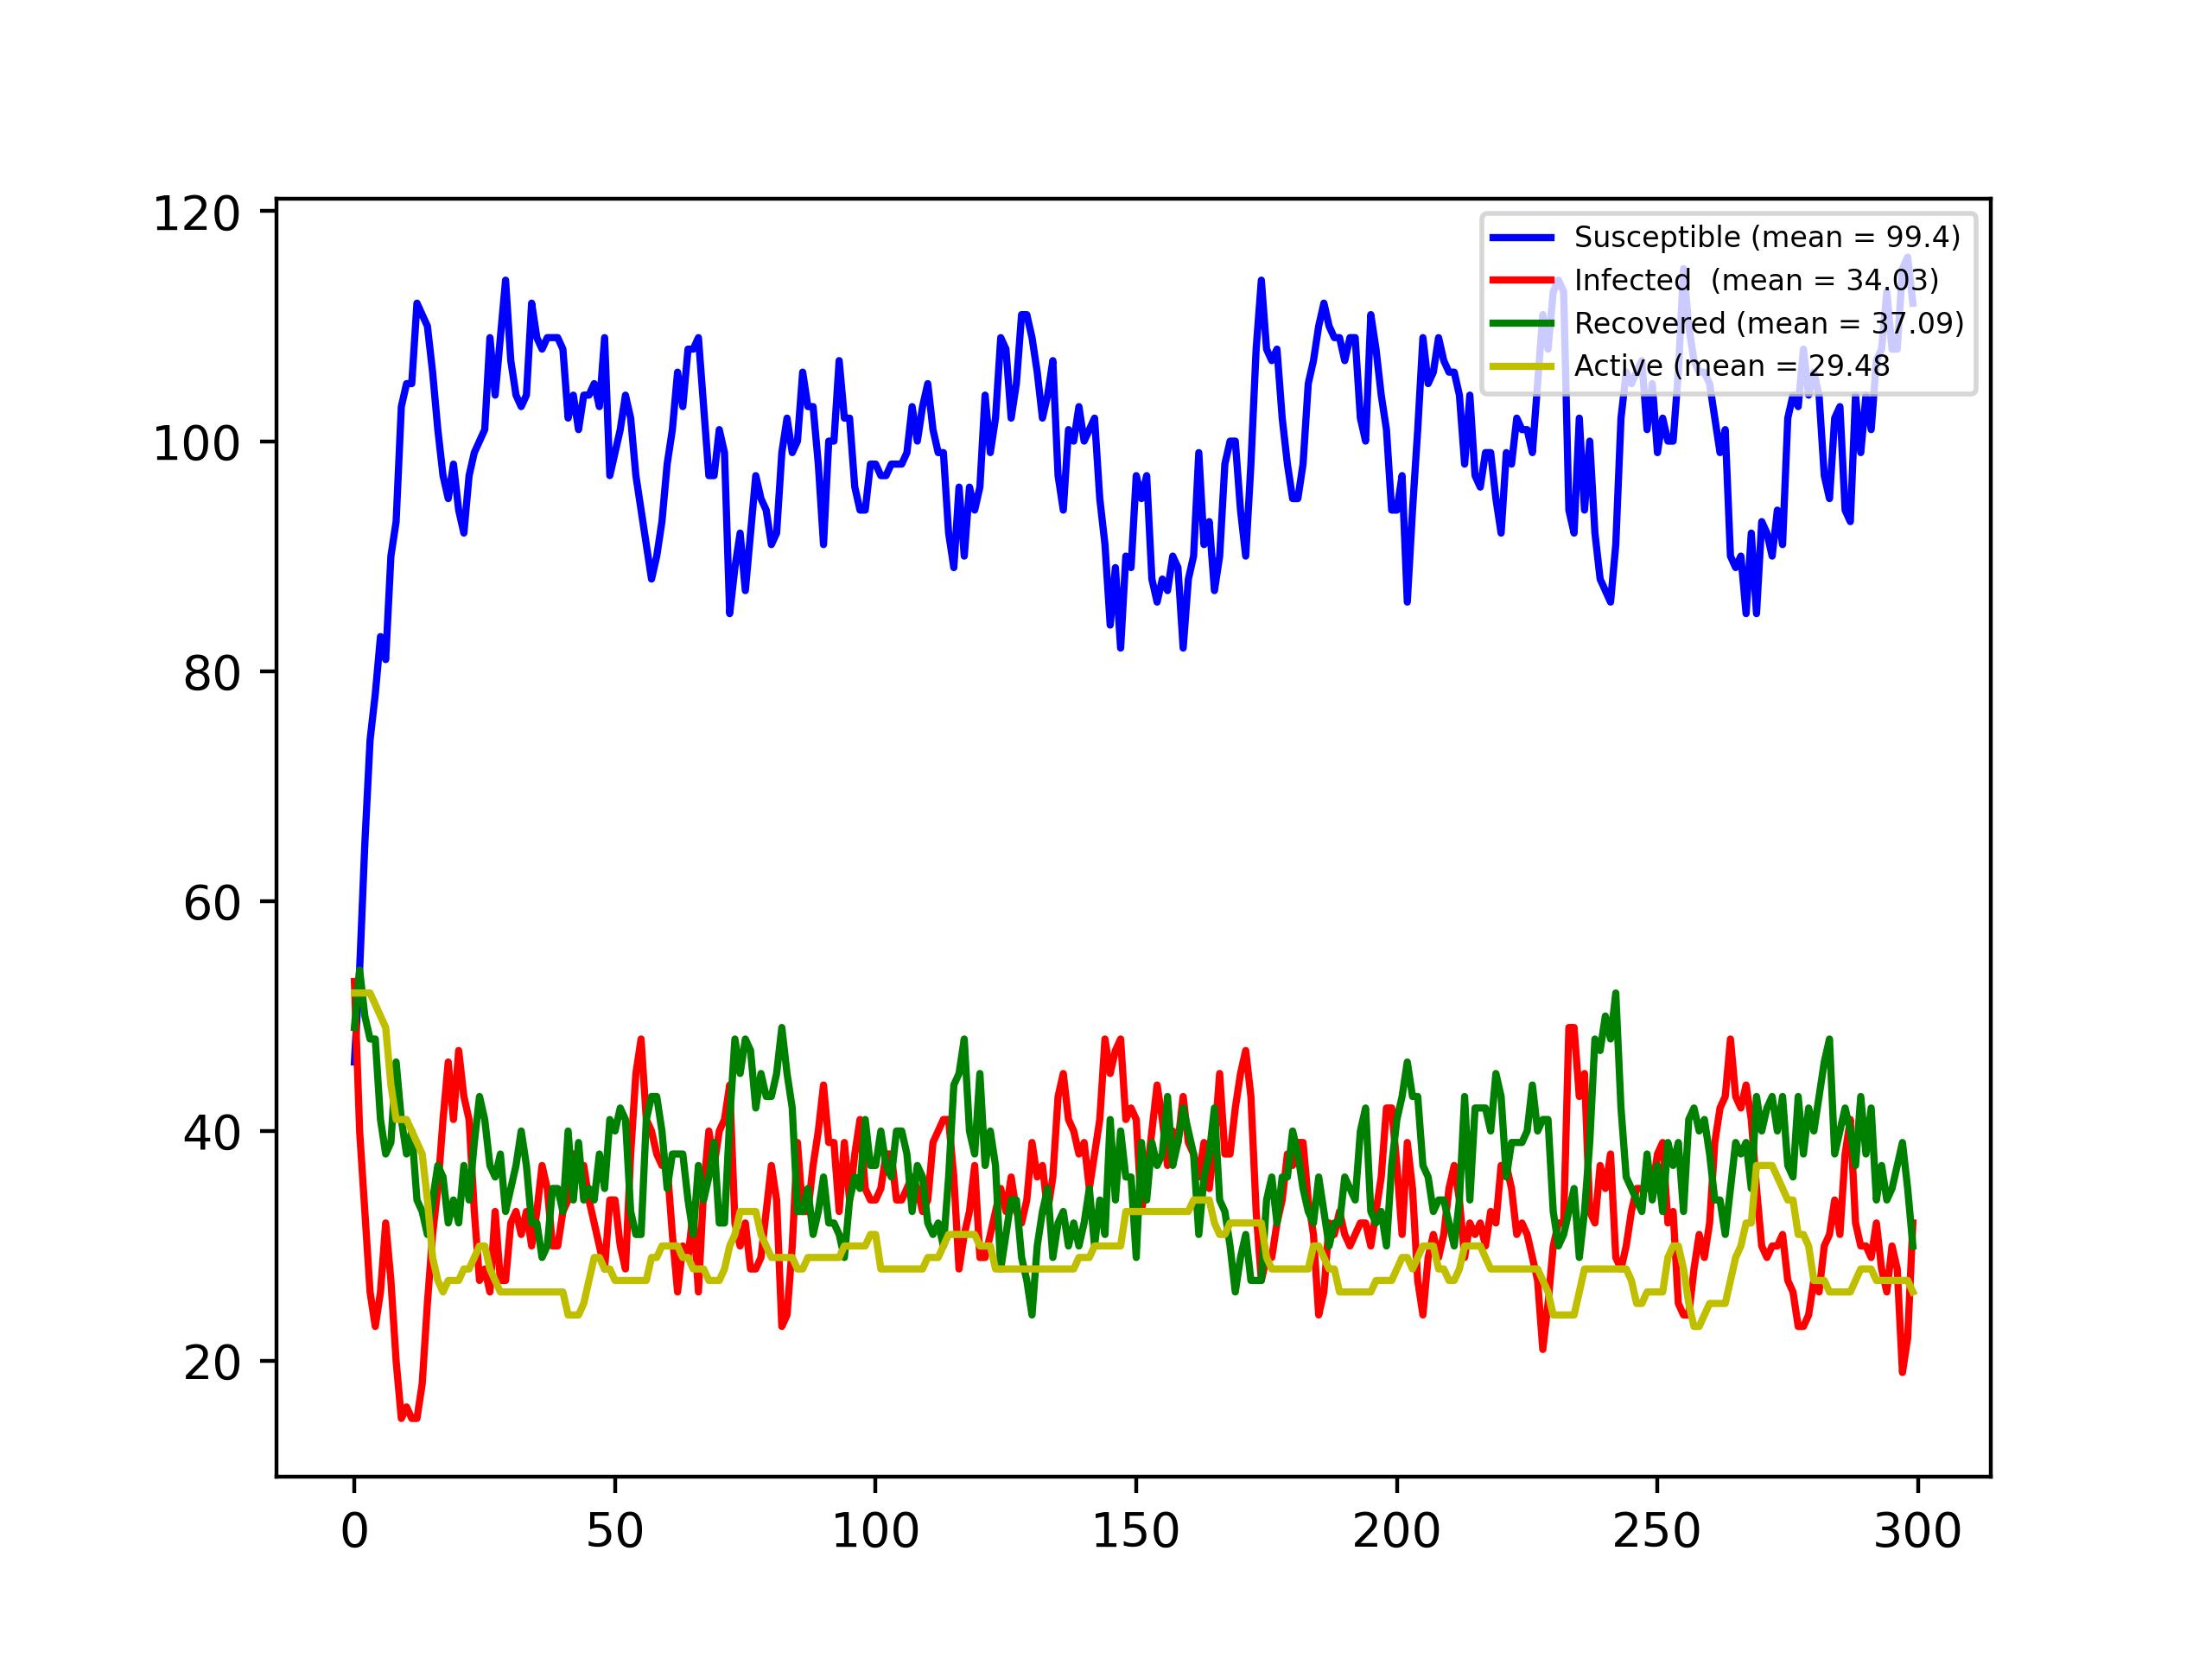 120
100
80
60
40
20
0 50 100 150 200 250 300
Susceptible (mean = 99.4)
Infected  (mean = 34.03)
Recovered (mean = 37.09)
Active (mean = 29.48